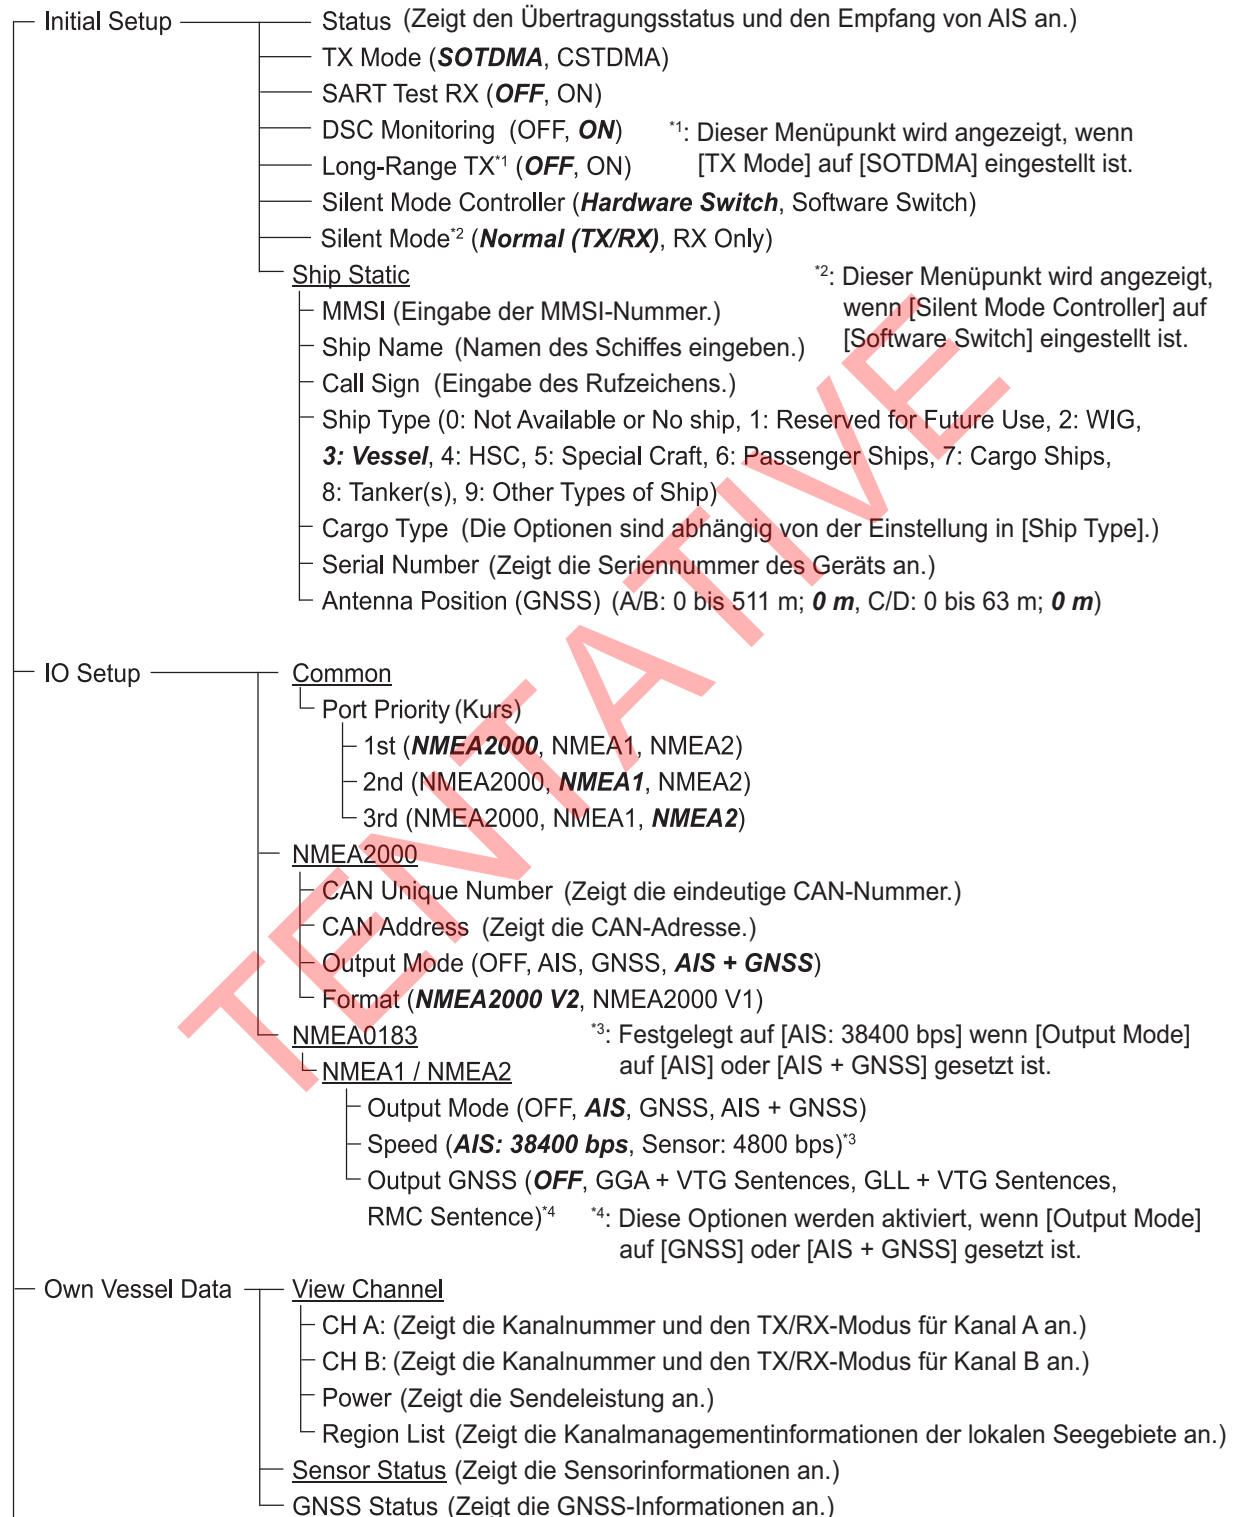 Initial Setup
Status (Zeigt den Übertragungsstatus und den Empfang von AIS an.)
TX Mode (SOTDMA, CSTDMA)
SART Test RX (OFF, ON)
DSC Monitoring (OFF, ON)
*1: Dieser Menüpunkt wird angezeigt, wenn
[TX Mode] auf [SOTDMA] eingestellt ist.
Long-Range TX*1 (OFF, ON)
Silent Mode Controller (Hardware Switch, Software Switch)
Silent Mode*2 (Normal (TX/RX), RX Only)
*2: Dieser Menüpunkt wird angezeigt,
wenn [Silent Mode Controller] auf
[Software Switch] eingestellt ist.
Ship Static
MMSI (Eingabe der MMSI-Nummer.)
Ship Name (Namen des Schiffes eingeben.)
Call Sign (Eingabe des Rufzeichens.)
Ship Type (0: Not Available or No ship, 1: Reserved for Future Use, 2: WIG,
3: Vessel, 4: HSC, 5: Special Craft, 6: Passenger Ships, 7: Cargo Ships,
8: Tanker(s), 9: Other Types of Ship)
Cargo Type (Die Optionen sind abhängig von der Einstellung in [Ship Type].)
Serial Number (Zeigt die Seriennummer des Geräts an.)
Antenna Position (GNSS) (A/B: 0 bis 511 m; 0 m, C/D: 0 bis 63 m; 0 m)
IO Setup
Common
Port Priority (Kurs)
1st (NMEA2000, NMEA1, NMEA2)
2nd (NMEA2000, NMEA1, NMEA2)
3rd (NMEA2000, NMEA1, NMEA2)
NMEA2000
CAN Unique Number (Zeigt die eindeutige CAN-Nummer.)
CAN Address (Zeigt die CAN-Adresse.)
Output Mode (OFF, AIS, GNSS, AIS + GNSS)
Format (NMEA2000 V2, NMEA2000 V1)
NMEA0183
*3: Festgelegt auf [AIS: 38400 bps] wenn [Output Mode]
auf [AIS] oder [AIS + GNSS] gesetzt ist.
NMEA1 / NMEA2
Output Mode (OFF, AIS, GNSS, AIS + GNSS)
Speed (AIS: 38400 bps, Sensor: 4800 bps)*3
Output GNSS (OFF, GGA + VTG Sentences, GLL + VTG Sentences,
RMC Sentence)*4
*4: Diese Optionen werden aktiviert, wenn [Output Mode]
auf [GNSS] oder [AIS + GNSS] gesetzt ist.
Own Vessel Data
View Channel
CH A: (Zeigt die Kanalnummer und den TX/RX-Modus für Kanal A an.)
CH B: (Zeigt die Kanalnummer und den TX/RX-Modus für Kanal B an.)
Power (Zeigt die Sendeleistung an.)
Region List (Zeigt die Kanalmanagementinformationen der lokalen Seegebiete an.)
Sensor Status (Zeigt die Sensorinformationen an.)
GNSS Status (Zeigt die GNSS-Informationen an.)
TENTATIVE